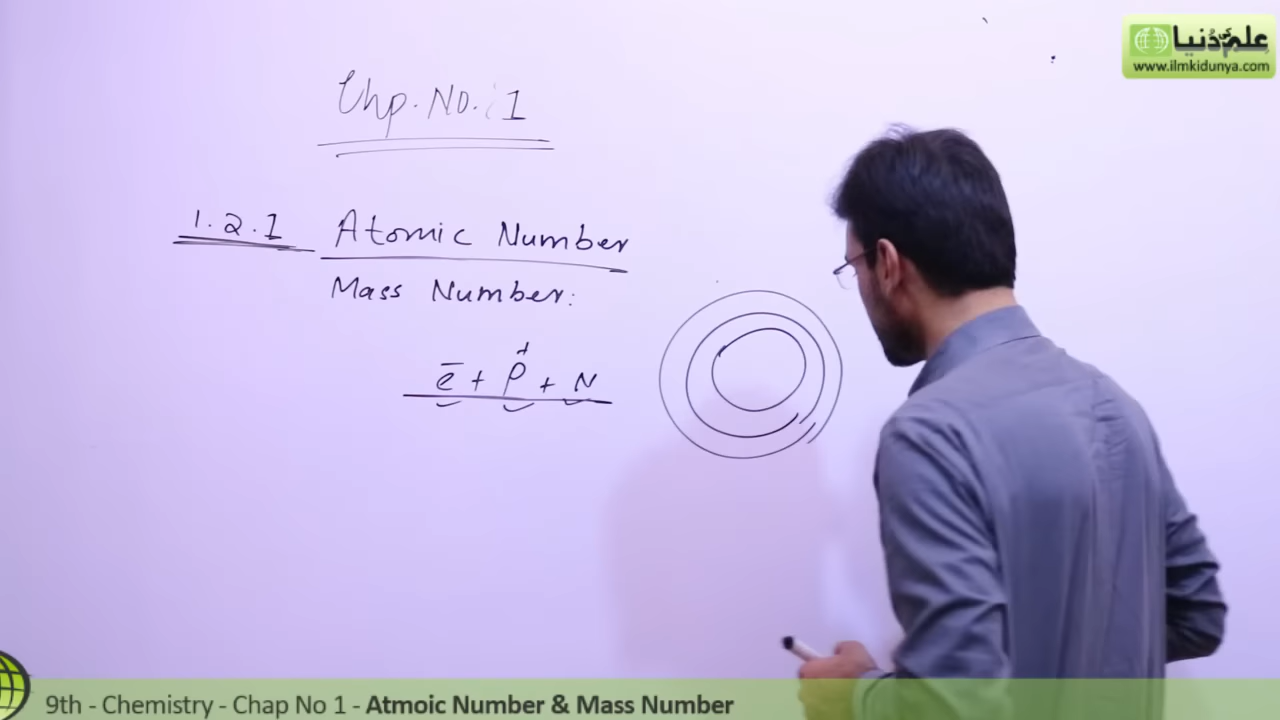 علم کی دنیا
www.ilmkidunya.com
Chp. No. : 1
1.2.1 Atomic Number
Mass Number:
e̅ + p⁺ + N
9th - Chemistry - Chap No 1 - Atmoic Number & Mass Number